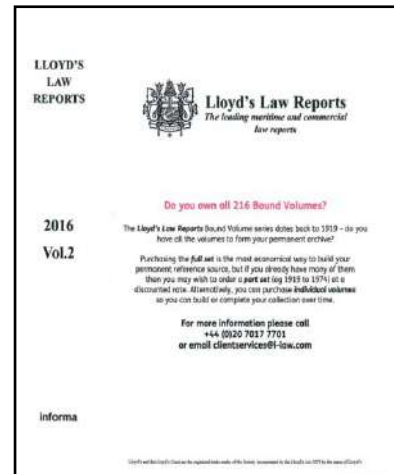 LLOYD'S
LAW
REPORTS
Lloyd's Law Reports
The leading maritime and commercial
law reports
Do you own all 216 Bound Volumes?
2016
Vol.2
The Lloyd's Law Reports Bound Volume series dates back to 1919 – do you
have all the volumes to form your permanent archive?
Purchasing the full set is the most economical way to build your
permanent reference source, but if you already have many of them
then you may wish to order a part set (eg 1919 to 1974) at a
discounted rate. Alternatively, you can purchase individual volumes
so you can build or complete your collection over time.
For more information please call
+44 (0)20 7017 7701
or email clientservices@i-law.com
informa